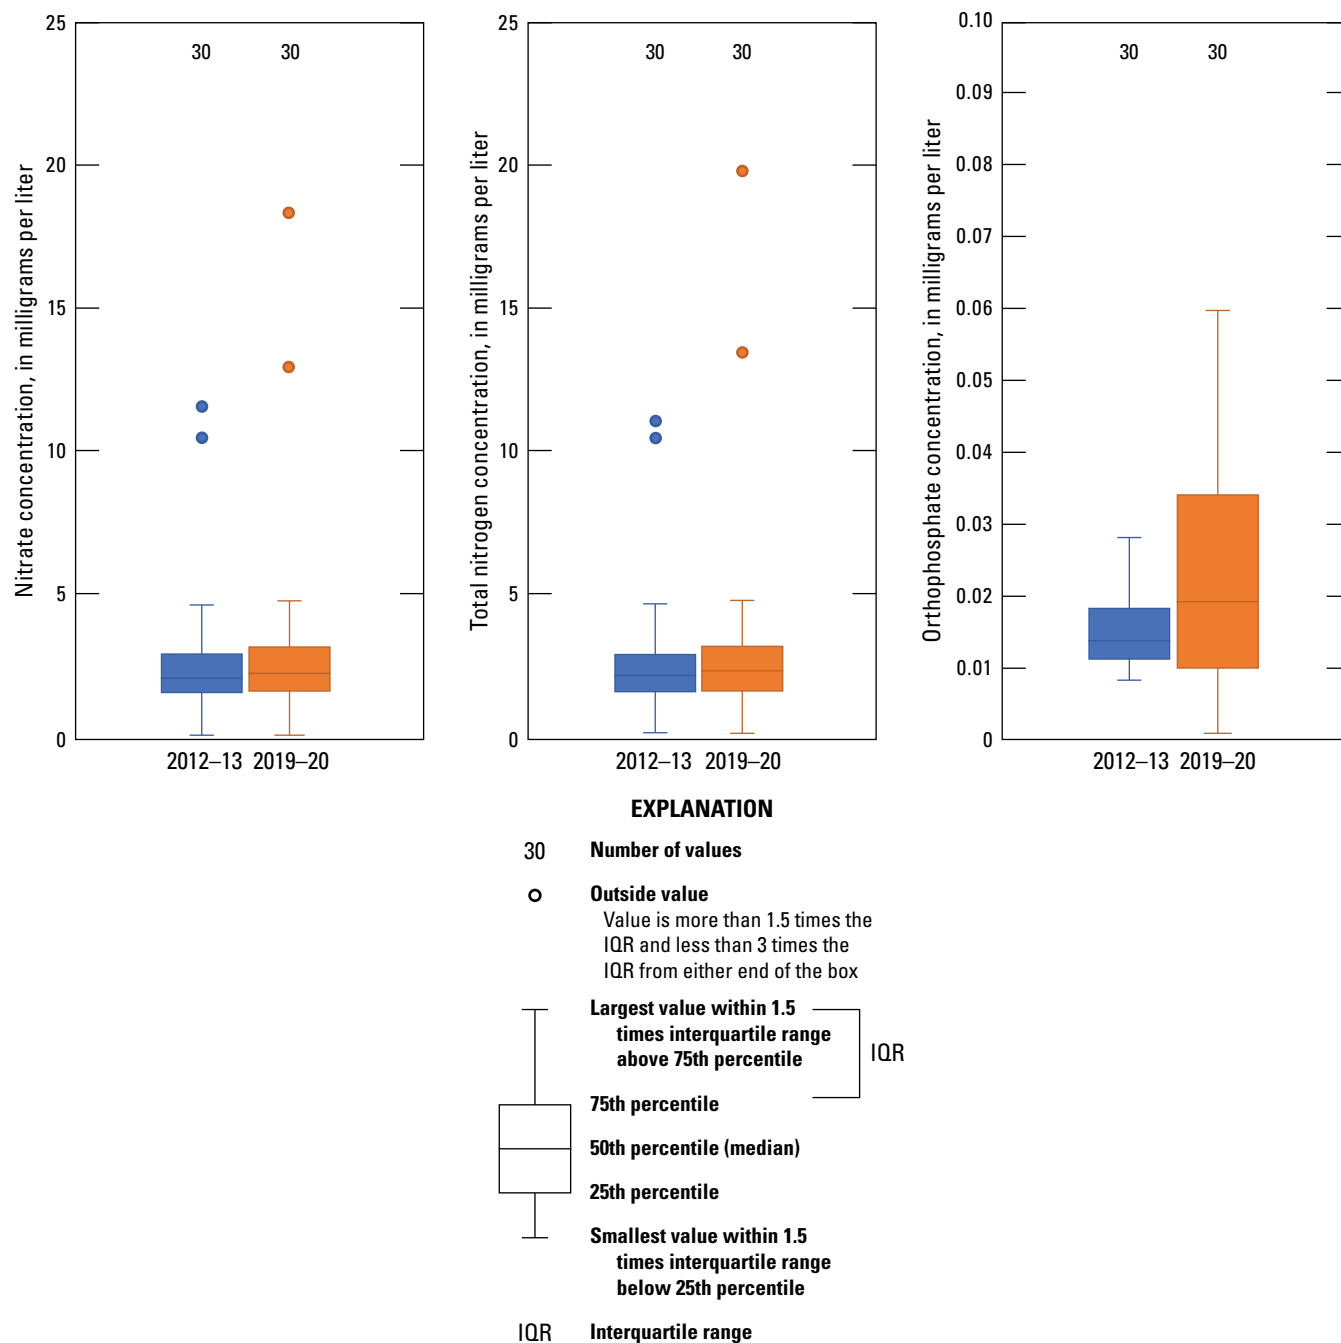 Nitrate concentration, in milligrams per liter
25
20
15
10
5
0
30 30
2012–13 2019–20
Total nitrogen concentration, in milligrams per liter
25
20
15
10
5
0
30 30
2012–13 2019–20
Orthophosphate concentration, in milligrams per liter
0.10
0.09
0.08
0.07
0.06
0.05
0.04
0.03
0.02
0.01
0
30 30
2012–13 2019–20
EXPLANATION
30 Number of values
Outside value
Value is more than 1.5 times the
IQR and less than 3 times the
IQR from either end of the box
Largest value within 1.5
times interquartile range
above 75th percentile
IQR
75th percentile
50th percentile (median)
25th percentile
Smallest value within 1.5
times interquartile range
below 25th percentile
IQR Interquartile range